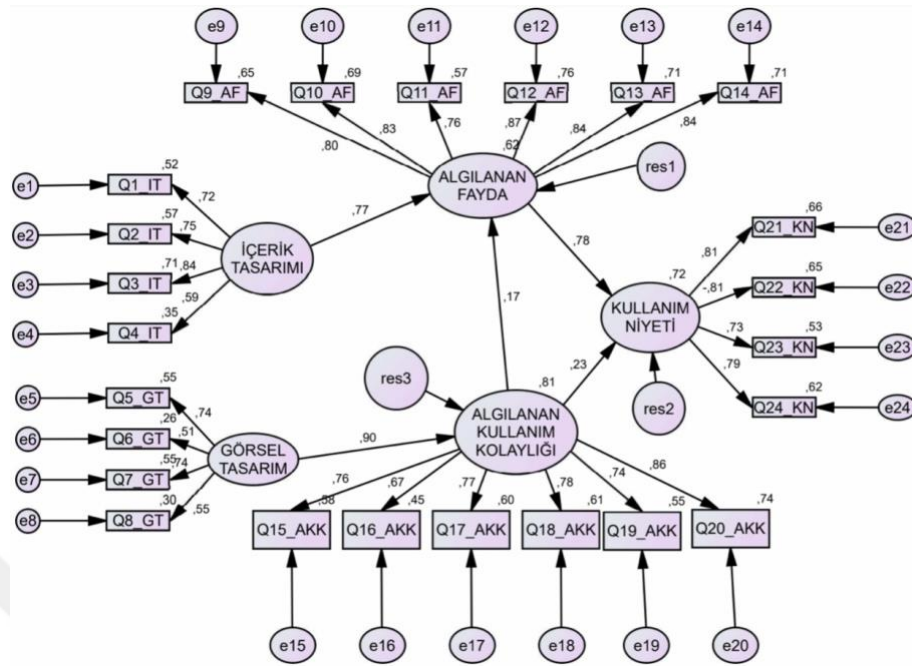 e9 e10 e11 e12 e13 e14
,65 ,69 ,57 ,76 ,71 ,71
Q9_AF Q10_AF Q11_AF Q12_AF Q13_AF Q14_AF
,80 ,83 ,76 ,87 ,84 ,84
,62
ALGILANAN
FAYDA
res1
,52
e1 Q1_IT ,72
,57
e2 Q2_IT ,75
,71
e3 Q3_IT ,84
,35
e4 Q4_IT ,59
İÇERİK
TASARIMI
,77
,78
,17
,66
,81 Q21_KN e21
,65
-,81 Q22_KN e22
,53
,73 Q23_KN e23
,62
,79 Q24_KN e24
,72
KULLANIM
NİYETİ
res2
,23
res3
,81
ALGILANAN
KULLANIM
KOLAYLIĞI
,55
e5 Q5_GT ,74
,26
e6 Q6_GT ,51
,55
e7 Q7_GT ,74
,30
e8 Q8_GT ,55
GÖRSEL
TASARIM
,90
,76 ,67 ,77 ,78 ,74 ,86
,58 ,45 ,60 ,61 ,55 ,74
Q15_AKK Q16_AKK Q17_AKK Q18_AKK Q19_AKK Q20_AKK
e15 e16 e17 e18 e19 e20